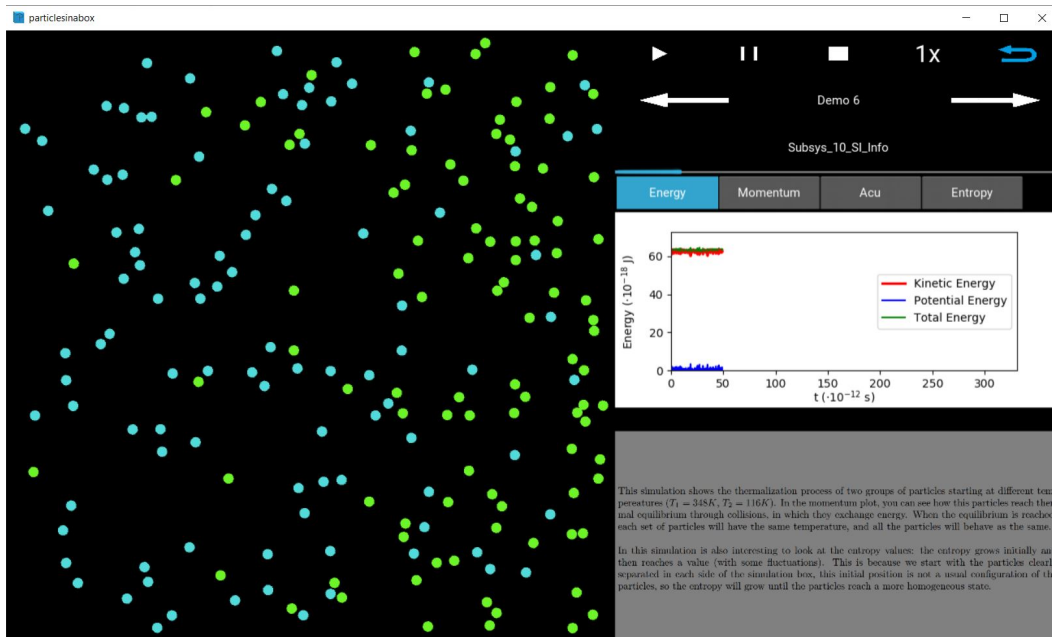 particlesinabox
1x
Demo 6
Subsys_10_SI_Info
Energy Momentum Acu Entropy
60
40
20
0
Energy (·10⁻¹⁸ J)
Kinetic Energy
Potential Energy
Total Energy
0 50 100 150 200 250 300
t (·10⁻¹² s)
This simulation shows the thermalization process of two groups of particles starting at different tem
pereatures (T₁ = 348K, T₂ = 116K). In the momentum plot, you can see how this particles reach ther
mal equilibrium through collisions, in which they exchange energy. When the equilibrium is reached
each set of particles will have the same temperature, and all the particles will behave as the same.
In this simulation is also interesting to look at the entropy values: the entropy grows initially an
then reaches a value (with some fluctuations). This is because we start with the particles clearl
separated in each side of the simulation box, this initial position is not a usual configuration of th
particles, so the entropy will grow until the particles reach a more homogeneous state.